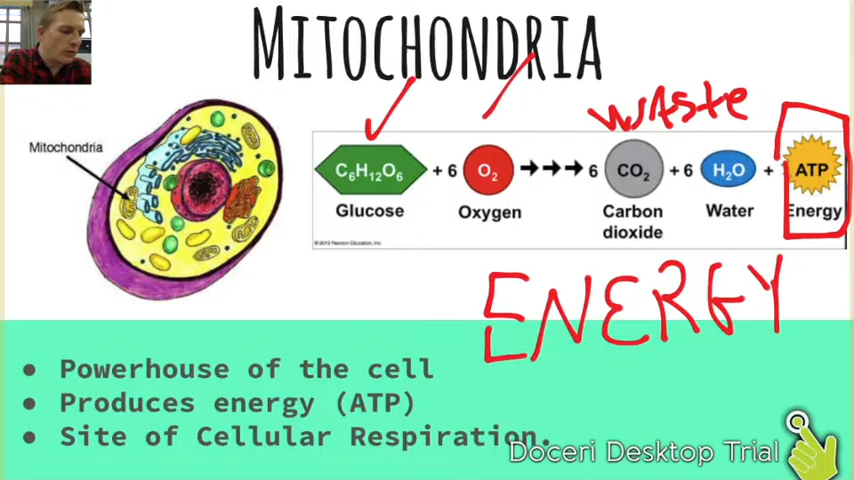 MITOCHONDRIA
waste
Mitochondria
C6H12O6 + 6 O2 6 CO2 + 6 H2O + ATP
Glucose Oxygen Carbon dioxide Water Energy
ENERGY
● Powerhouse of the cell
● Produces energy (ATP)
● Site of Cellular Respiration.
Doceri Desktop Trial